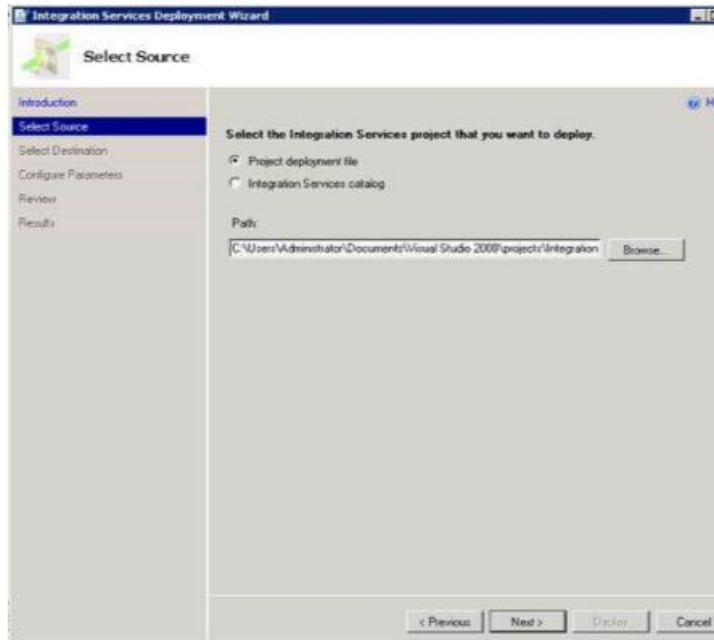 Integration Services Deployment Wizard
Select Source
Introduction
Select Source
Select Destination
Configure Parameters
Review
Results
H
Select the Integration Services project that you want to deploy.
Project deployment file
Integration Services catalog
Path:
C:\Users\Administrator\Documents\Visual Studio 2008\projects\Integration
Browse...
< Previous
Next >
Deploy
Cancel